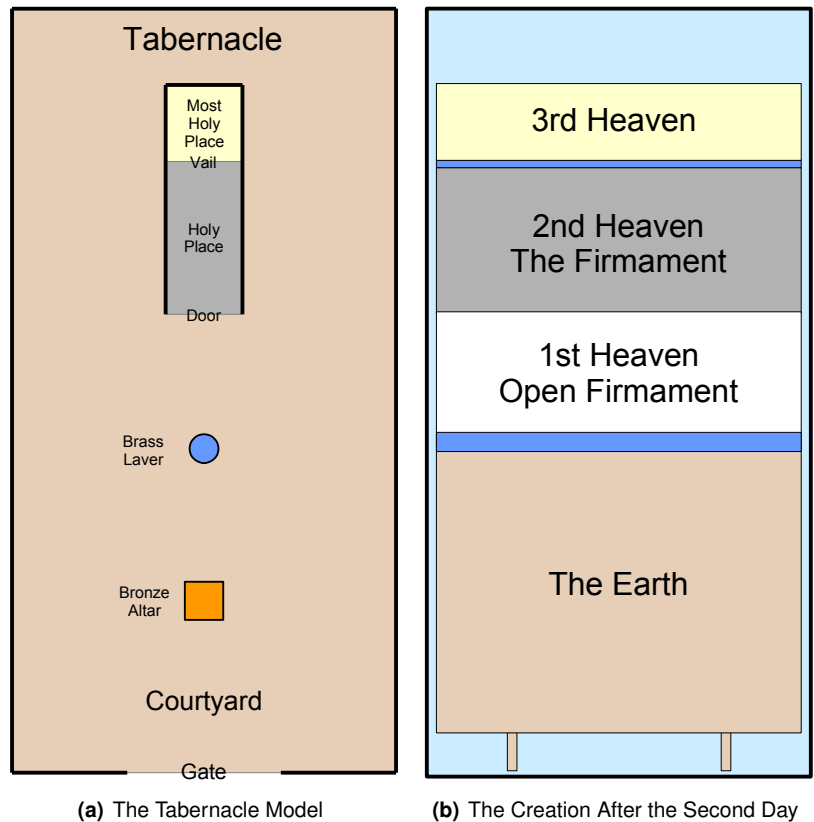 Tabernacle
Most
Holy
Place
Vail
Holy
Place
Door
Brass
Laver
Bronze
Altar
Courtyard
Gate
(a) The Tabernacle Model
3rd Heaven
2nd Heaven
The Firmament
1st Heaven
Open Firmament
The Earth
(b) The Creation After the Second Day